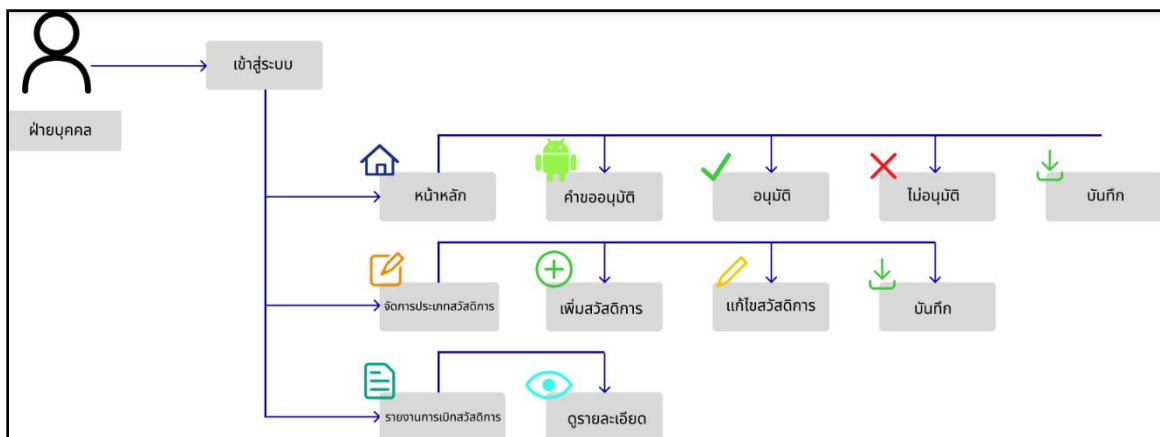 เข้าสู่ระบบ
ฝ่ายบุคคล
หน้าหลัก
คำขออนุมัติ
อนุมัติ
ไม่อนุมัติ
บันทึก
จัดการประเภทสวัสดิการ
เพิ่มสวัสดิการ
แก้ไขสวัสดิการ
บันทึก
รายงานการเบิกสวัสดิการ
ดูรายละเอียด